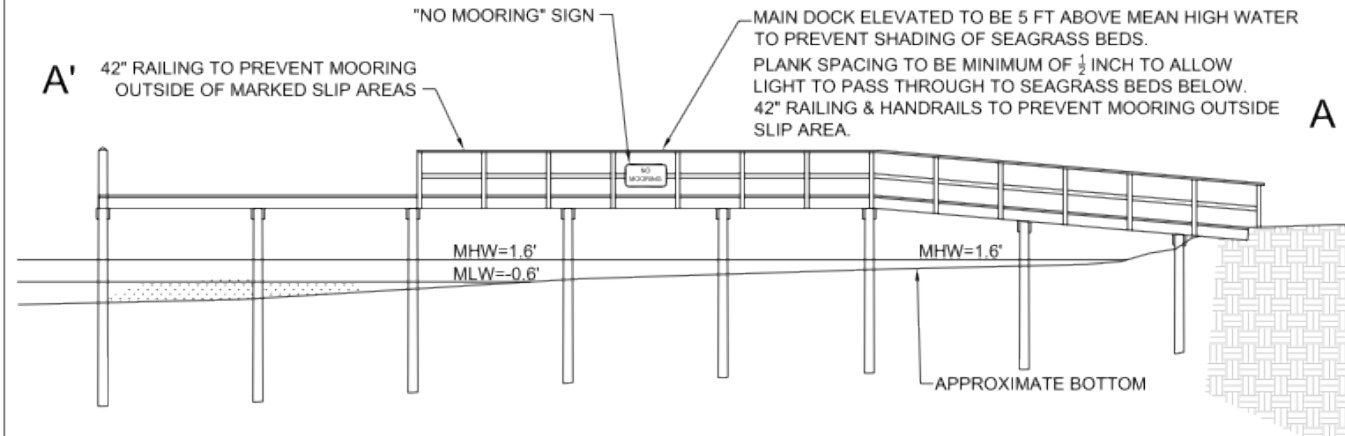 "NO MOORING" SIGN
MAIN DOCK ELEVATED TO BE 5 FT ABOVE MEAN HIGH WATER
TO PREVENT SHADING OF SEAGRASS BEDS.
PLANK SPACING TO BE MINIMUM OF 1/2 INCH TO ALLOW
LIGHT TO PASS THROUGH TO SEAGRASS BEDS BELOW.
42" RAILING & HANDRAILS TO PREVENT MOORING OUTSIDE
SLIP AREA.
A'
42" RAILING TO PREVENT MOORING
OUTSIDE OF MARKED SLIP AREAS
A
NO
MOORING
MHW=1.6'
MHW=1.6'
MLW=-0.6'
APPROXIMATE BOTTOM